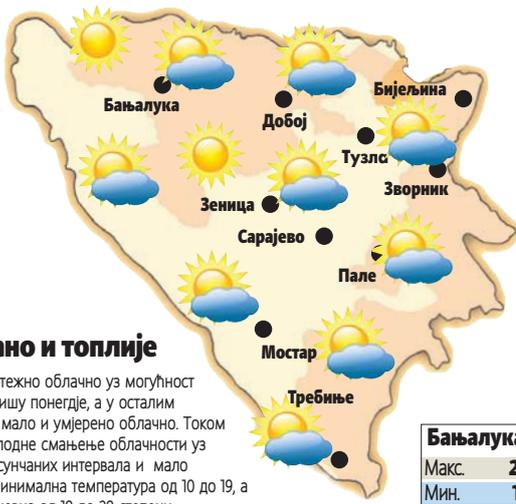 Бањалука
Добој
Бијељина
Тузла
Зворник
Зеница
Сарајево
Пале
Мостар
Требиње
но и топлије
тежно облачно уз могућност
ишу понегдје, а у осталим
мало и умјерено облачно. Током
подне смањење облачности уз
сунчаних интервала и мало
инимална температура од 10 до 19, а
Бањалука
Макс. 2
Мин. 1